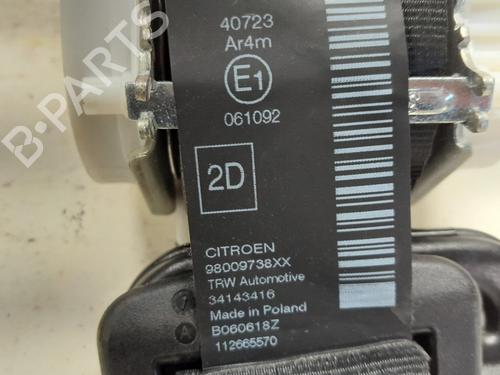 40723
Ar4m
E1
061092
2D
CITROEN
98009738XX
TRW Automotive
34143416
Made in Poland
B060618Z
112665570
B-PARTS